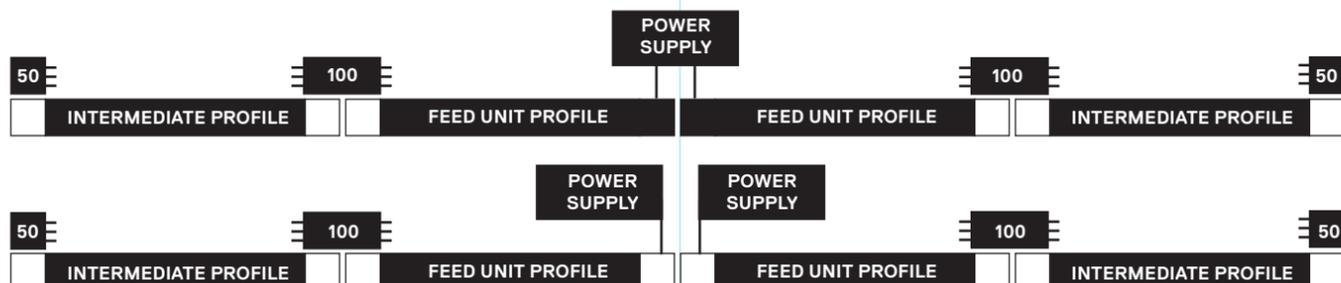 POWER
SUPPLY
50
100
100
50
INTERMEDIATE PROFILE
FEED UNIT PROFILE
FEED UNIT PROFILE
INTERMEDIATE PROFILE
POWER
SUPPLY
POWER
SUPPLY
50
100
100
50
INTERMEDIATE PROFILE
FEED UNIT PROFILE
FEED UNIT PROFILE
INTERMEDIATE PROFILE